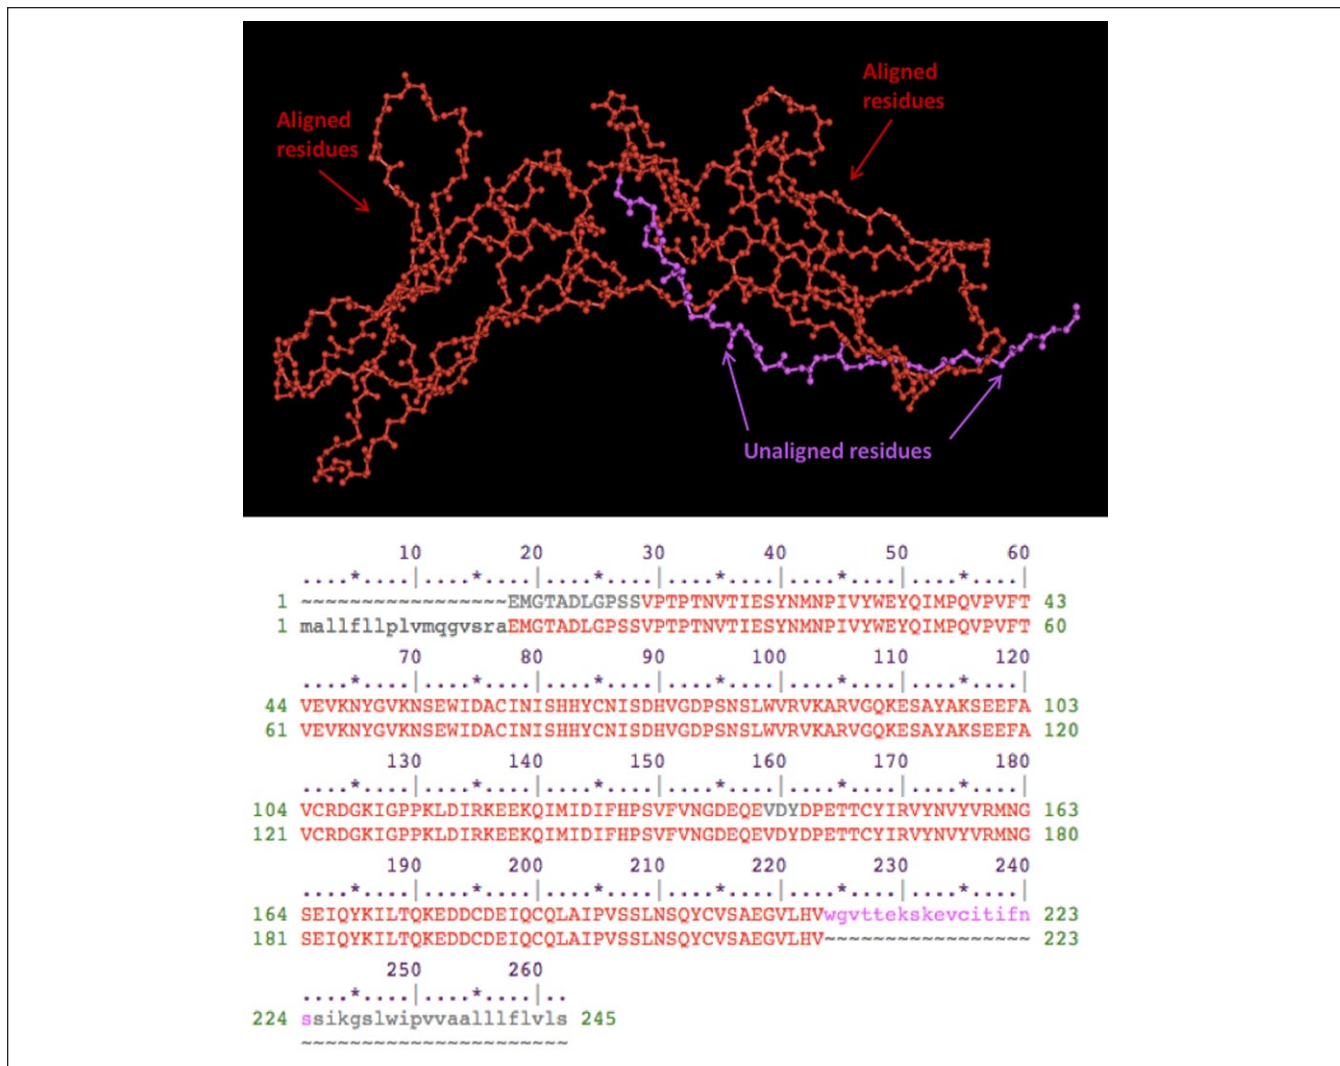 Aligned
residues
Aligned
residues
Unaligned residues
10 20 30 40 50 60
....*....|....*....|....*....|....*....|....*....|....*....|
1 ~~~~~~~~~~~~~~~~~EMGTADLGPSSVPTPTNVTIESYNMNPIVYWEYQIMPQVPVFT 43
1 mallfllplvmqgvsraEMGTADLGPSSVPTPTNVTIESYNMNPIVYWEYQIMPQVPVFT 60
70 80 90 100 110 120
....*....|....*....|....*....|....*....|....*....|....*....|
44 VEVKNYGVKNSEWIDACINISHHYCNISDHVGDPSNSLWVRVKARVGQKESAYAKSEEFA 103
61 VEVKNYGVKNSEWIDACINISHHYCNISDHVGDPSNSLWVRVKARVGQKESAYAKSEEFA 120
130 140 150 160 170 180
....*....|....*....|....*....|....*....|....*....|....*....|
104 VCRDGKIGPPKLDIRKEEKQIMIDIFHPSVFVNGDEQEVDYDPETTCYIRVYNVYVRMNG 163
121 VCRDGKIGPPKLDIRKEEKQIMIDIFHPSVFVNGDEQEVDYDPETTCYIRVYNVYVRMNG 180
190 200 210 220 230 240
....*....|....*....|....*....|....*....|....*....|....*....|
164 SEIQYKILTQKEDDCDEIQCQLAIPVSSLNSQYCVSAEGVLHVwgvttekskevcitifn 223
181 SEIQYKILTQKEDDCDEIQCQLAIPVSSLNSQYCVSAEGVLHV~~~~~~~~~~~~~~~~~ 223
250 260
....*....|....*....|..
224 ssikgslwipvvaalllflvls 245
~~~~~~~~~~~~~~~~~~~~~~